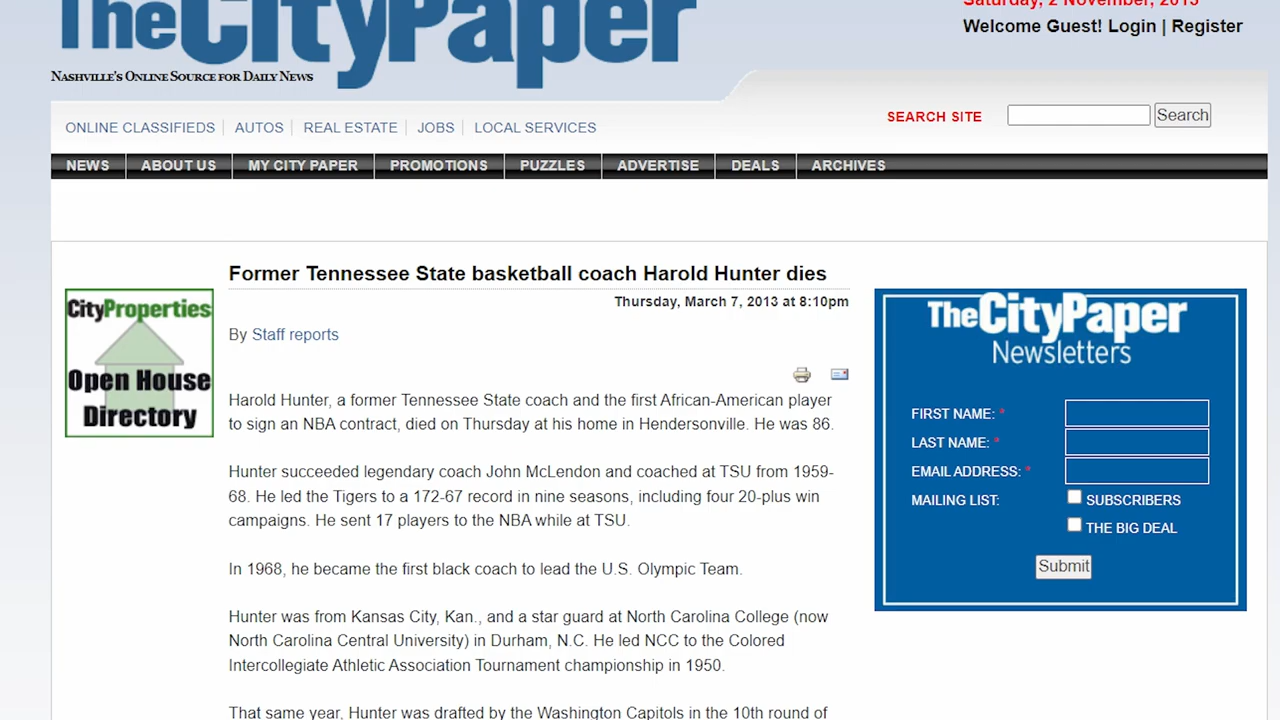 TheCityPaper
Saturday, 2 November, 2013
Welcome Guest! Login | Register
NASHVILLE'S ONLINE SOURCE FOR DAILY NEWS
SEARCH SITE
Search
ONLINE CLASSIFIEDS
AUTOS
REAL ESTATE
JOBS
LOCAL SERVICES
NEWS
ABOUT US
MY CITY PAPER
PROMOTIONS
PUZZLES
ADVERTISE
DEALS
ARCHIVES
CityProperties
Open House
Directory
Former Tennessee State basketball coach Harold Hunter dies
Thursday, March 7, 2013 at 8:10pm
By Staff reports
Harold Hunter, a former Tennessee State coach and the first African-American player
to sign an NBA contract, died on Thursday at his home in Hendersonville. He was 86.
Hunter succeeded legendary coach John McLendon and coached at TSU from 1959-
68. He led the Tigers to a 172-67 record in nine seasons, including four 20-plus win
campaigns. He sent 17 players to the NBA while at TSU.
In 1968, he became the first black coach to lead the U.S. Olympic Team.
Hunter was from Kansas City, Kan., and a star guard at North Carolina College (now
North Carolina Central University) in Durham, N.C. He led NCC to the Colored
Intercollegiate Athletic Association Tournament championship in 1950.
That same year, Hunter was drafted by the Washington Capitols in the 10th round of
TheCityPaper
Newsletters
FIRST NAME: *
LAST NAME: *
EMAIL ADDRESS: *
MAILING LIST:
SUBSCRIBERS
THE BIG DEAL
Submit